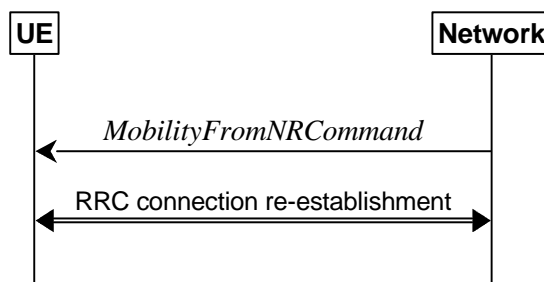 UE
Network
MobilityFromNRCommand
RRC connection re-establishment